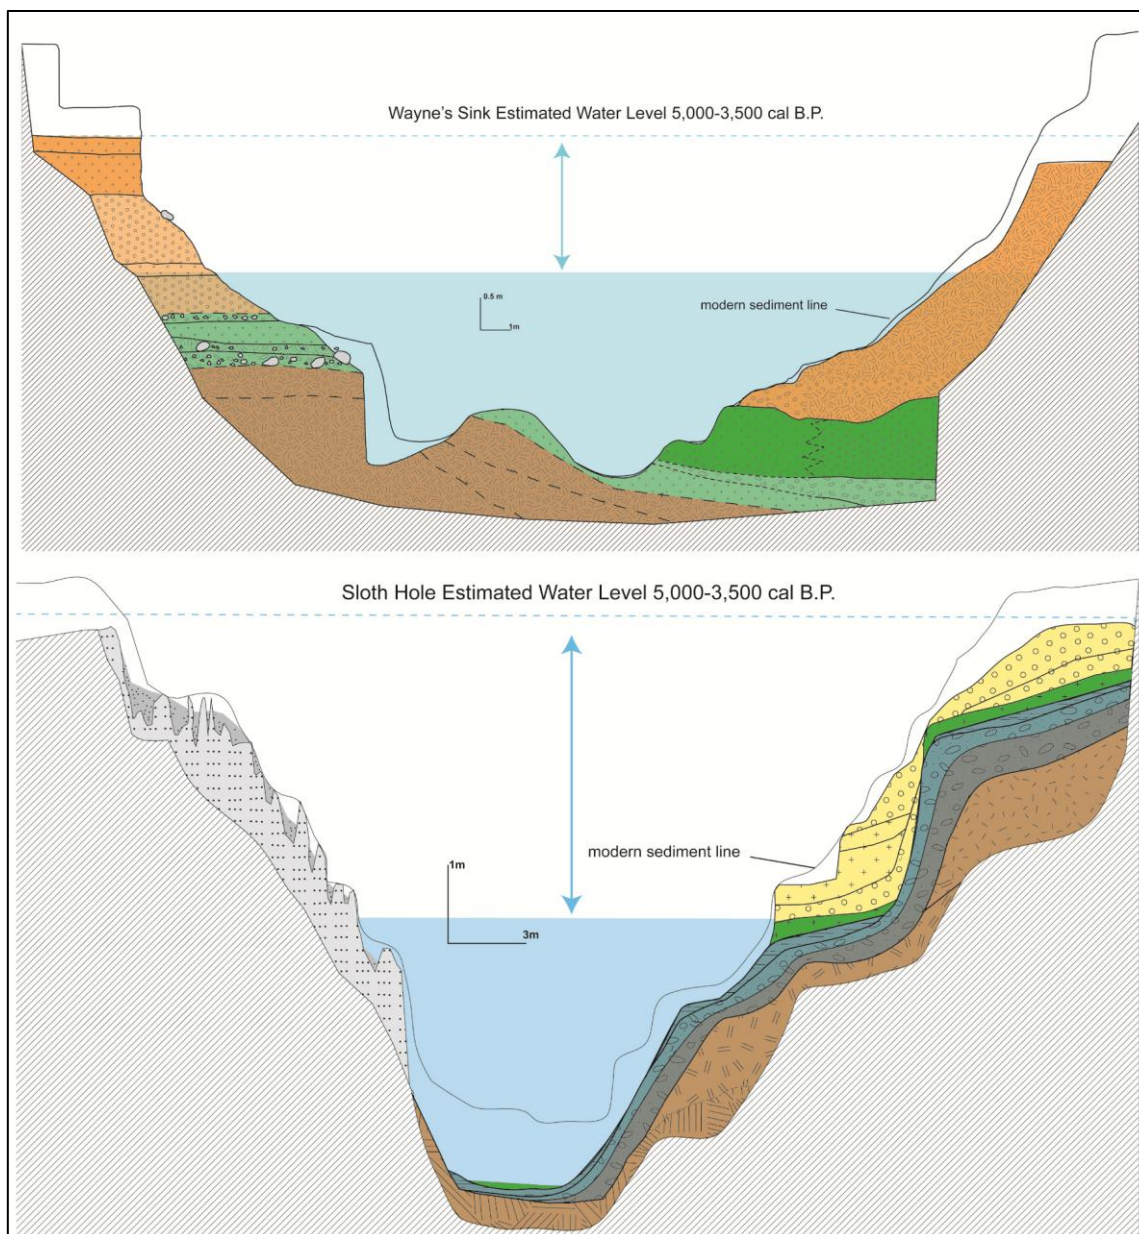 Wayne's Sink Estimated Water Level 5,000-3,500 cal B.P.
0.5 m
1m
modern sediment line
Sloth Hole Estimated Water Level 5,000-3,500 cal B.P.
modern sediment line
1m
3m